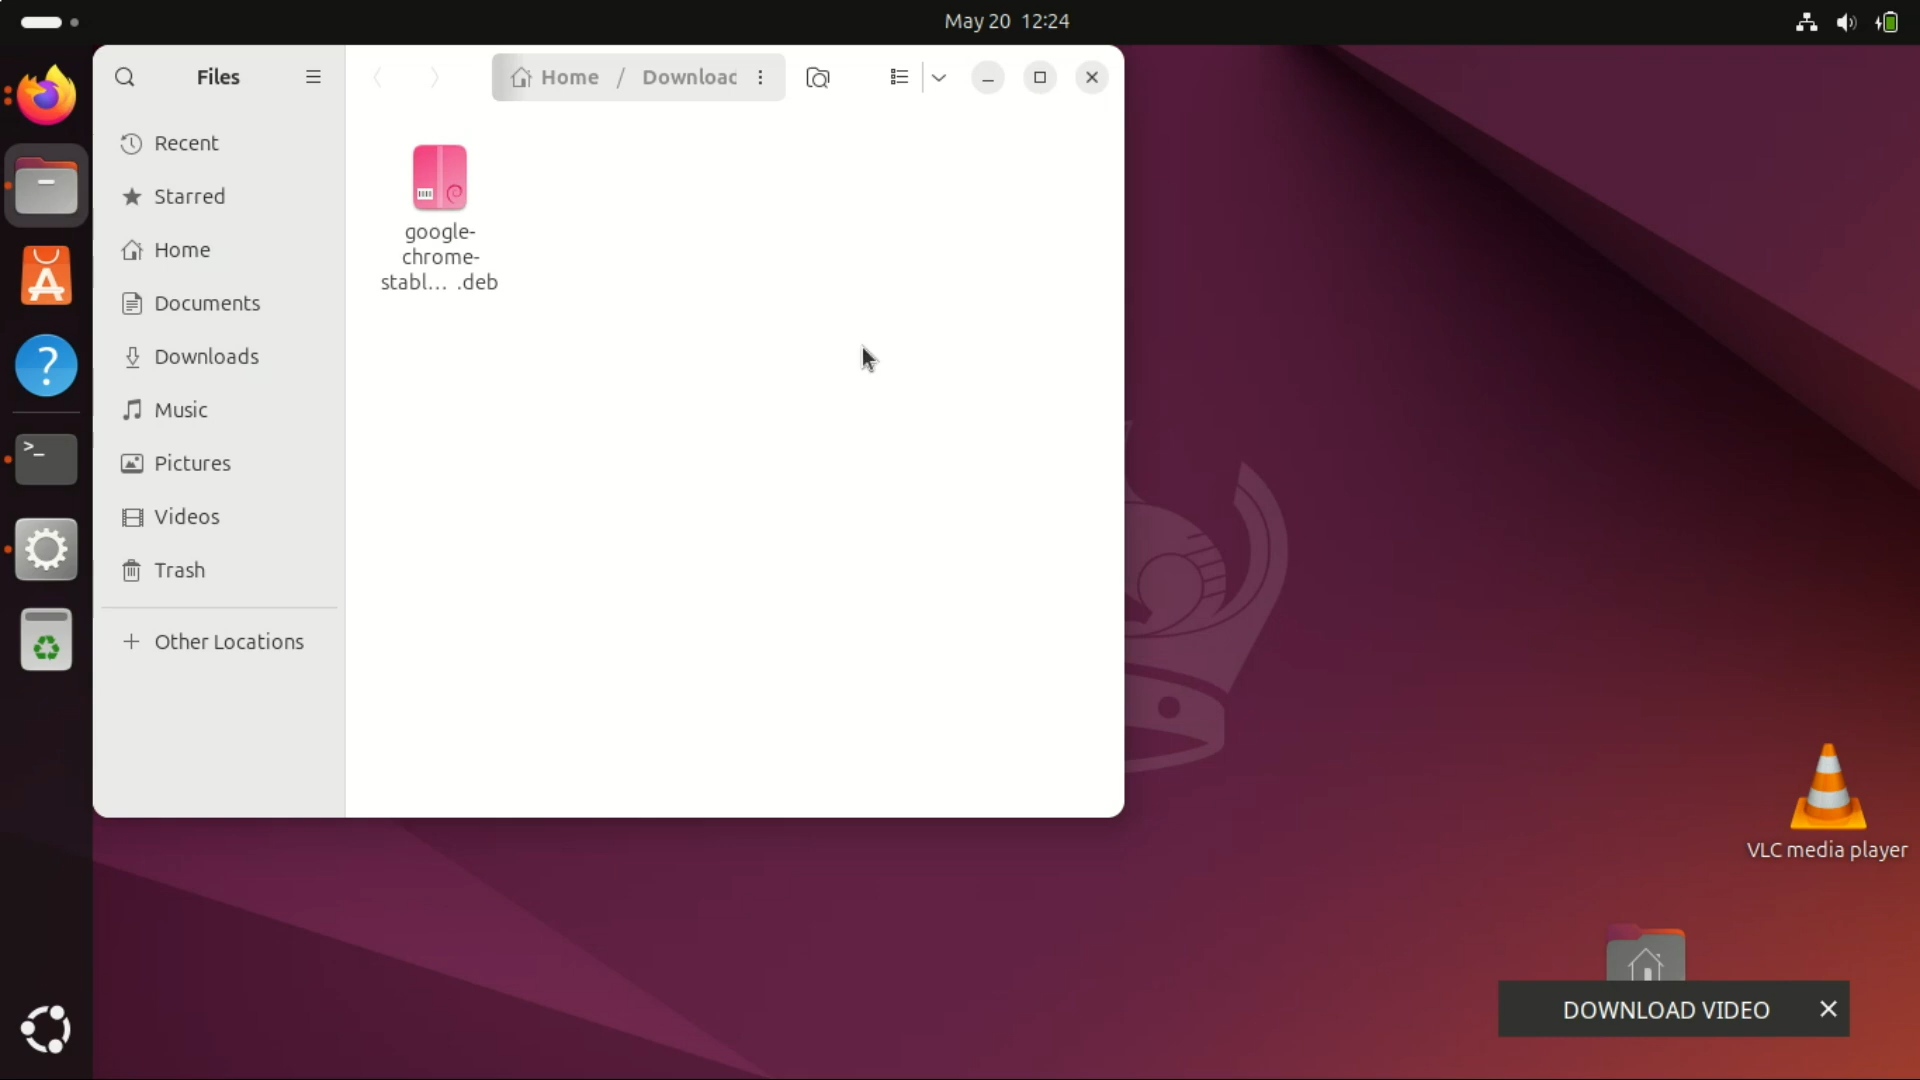 May 20 12:24
Files
Home / Downloac
Recent
Starred
Home
Documents
Downloads
Music
Pictures
Videos
Trash
Other Locations
google-
chrome-
stabl... .deb
VLC media player
DOWNLOAD VIDEO